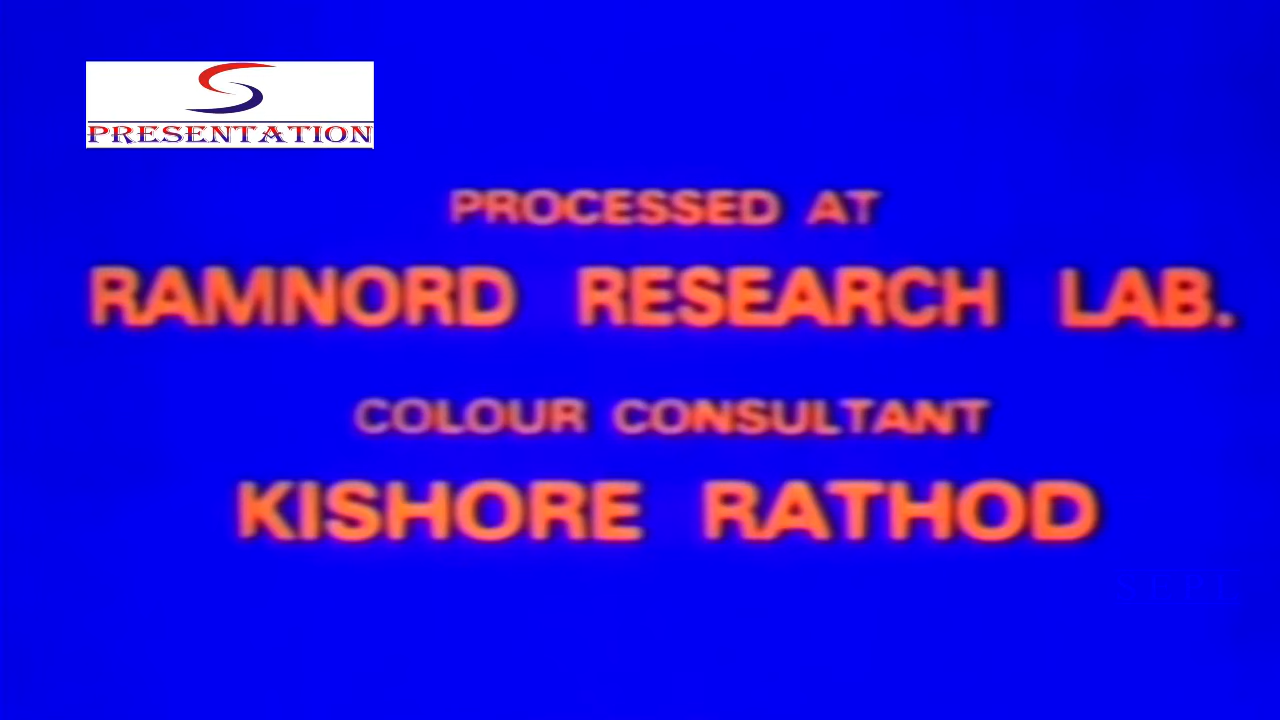 PRESENTATION
PROCESSED AT
RAMNORD RESEARCH LAB.
COLOUR CONSULTANT
KISHORE RATHOD